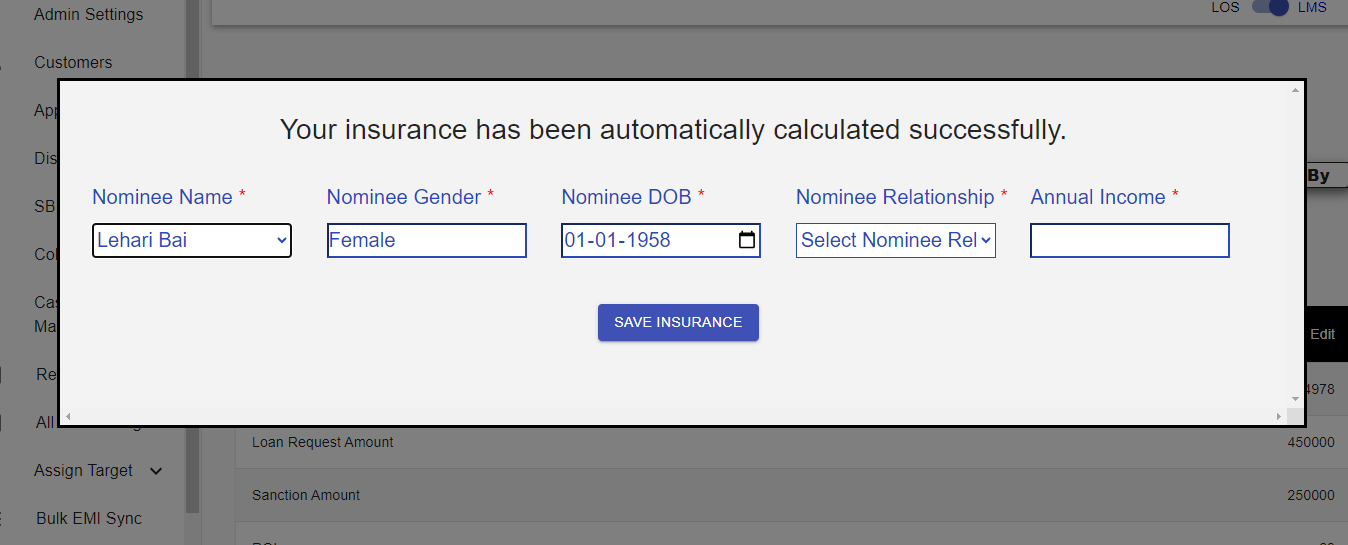 Admin Settings
LOS
LMS
Customers
App
Dis
SB
Col
Cas
Ma
Re
All
Assign Target
Bulk EMI Sync
Your insurance has been automatically calculated successfully.
Nominee Name *
Nominee Gender *
Nominee DOB *
Nominee Relationship *
Annual Income *
Lehari Bai
Female
01-01-1958
Select Nominee Rel
SAVE INSURANCE
By
Edit
4978
Loan Request Amount
450000
Sanction Amount
250000